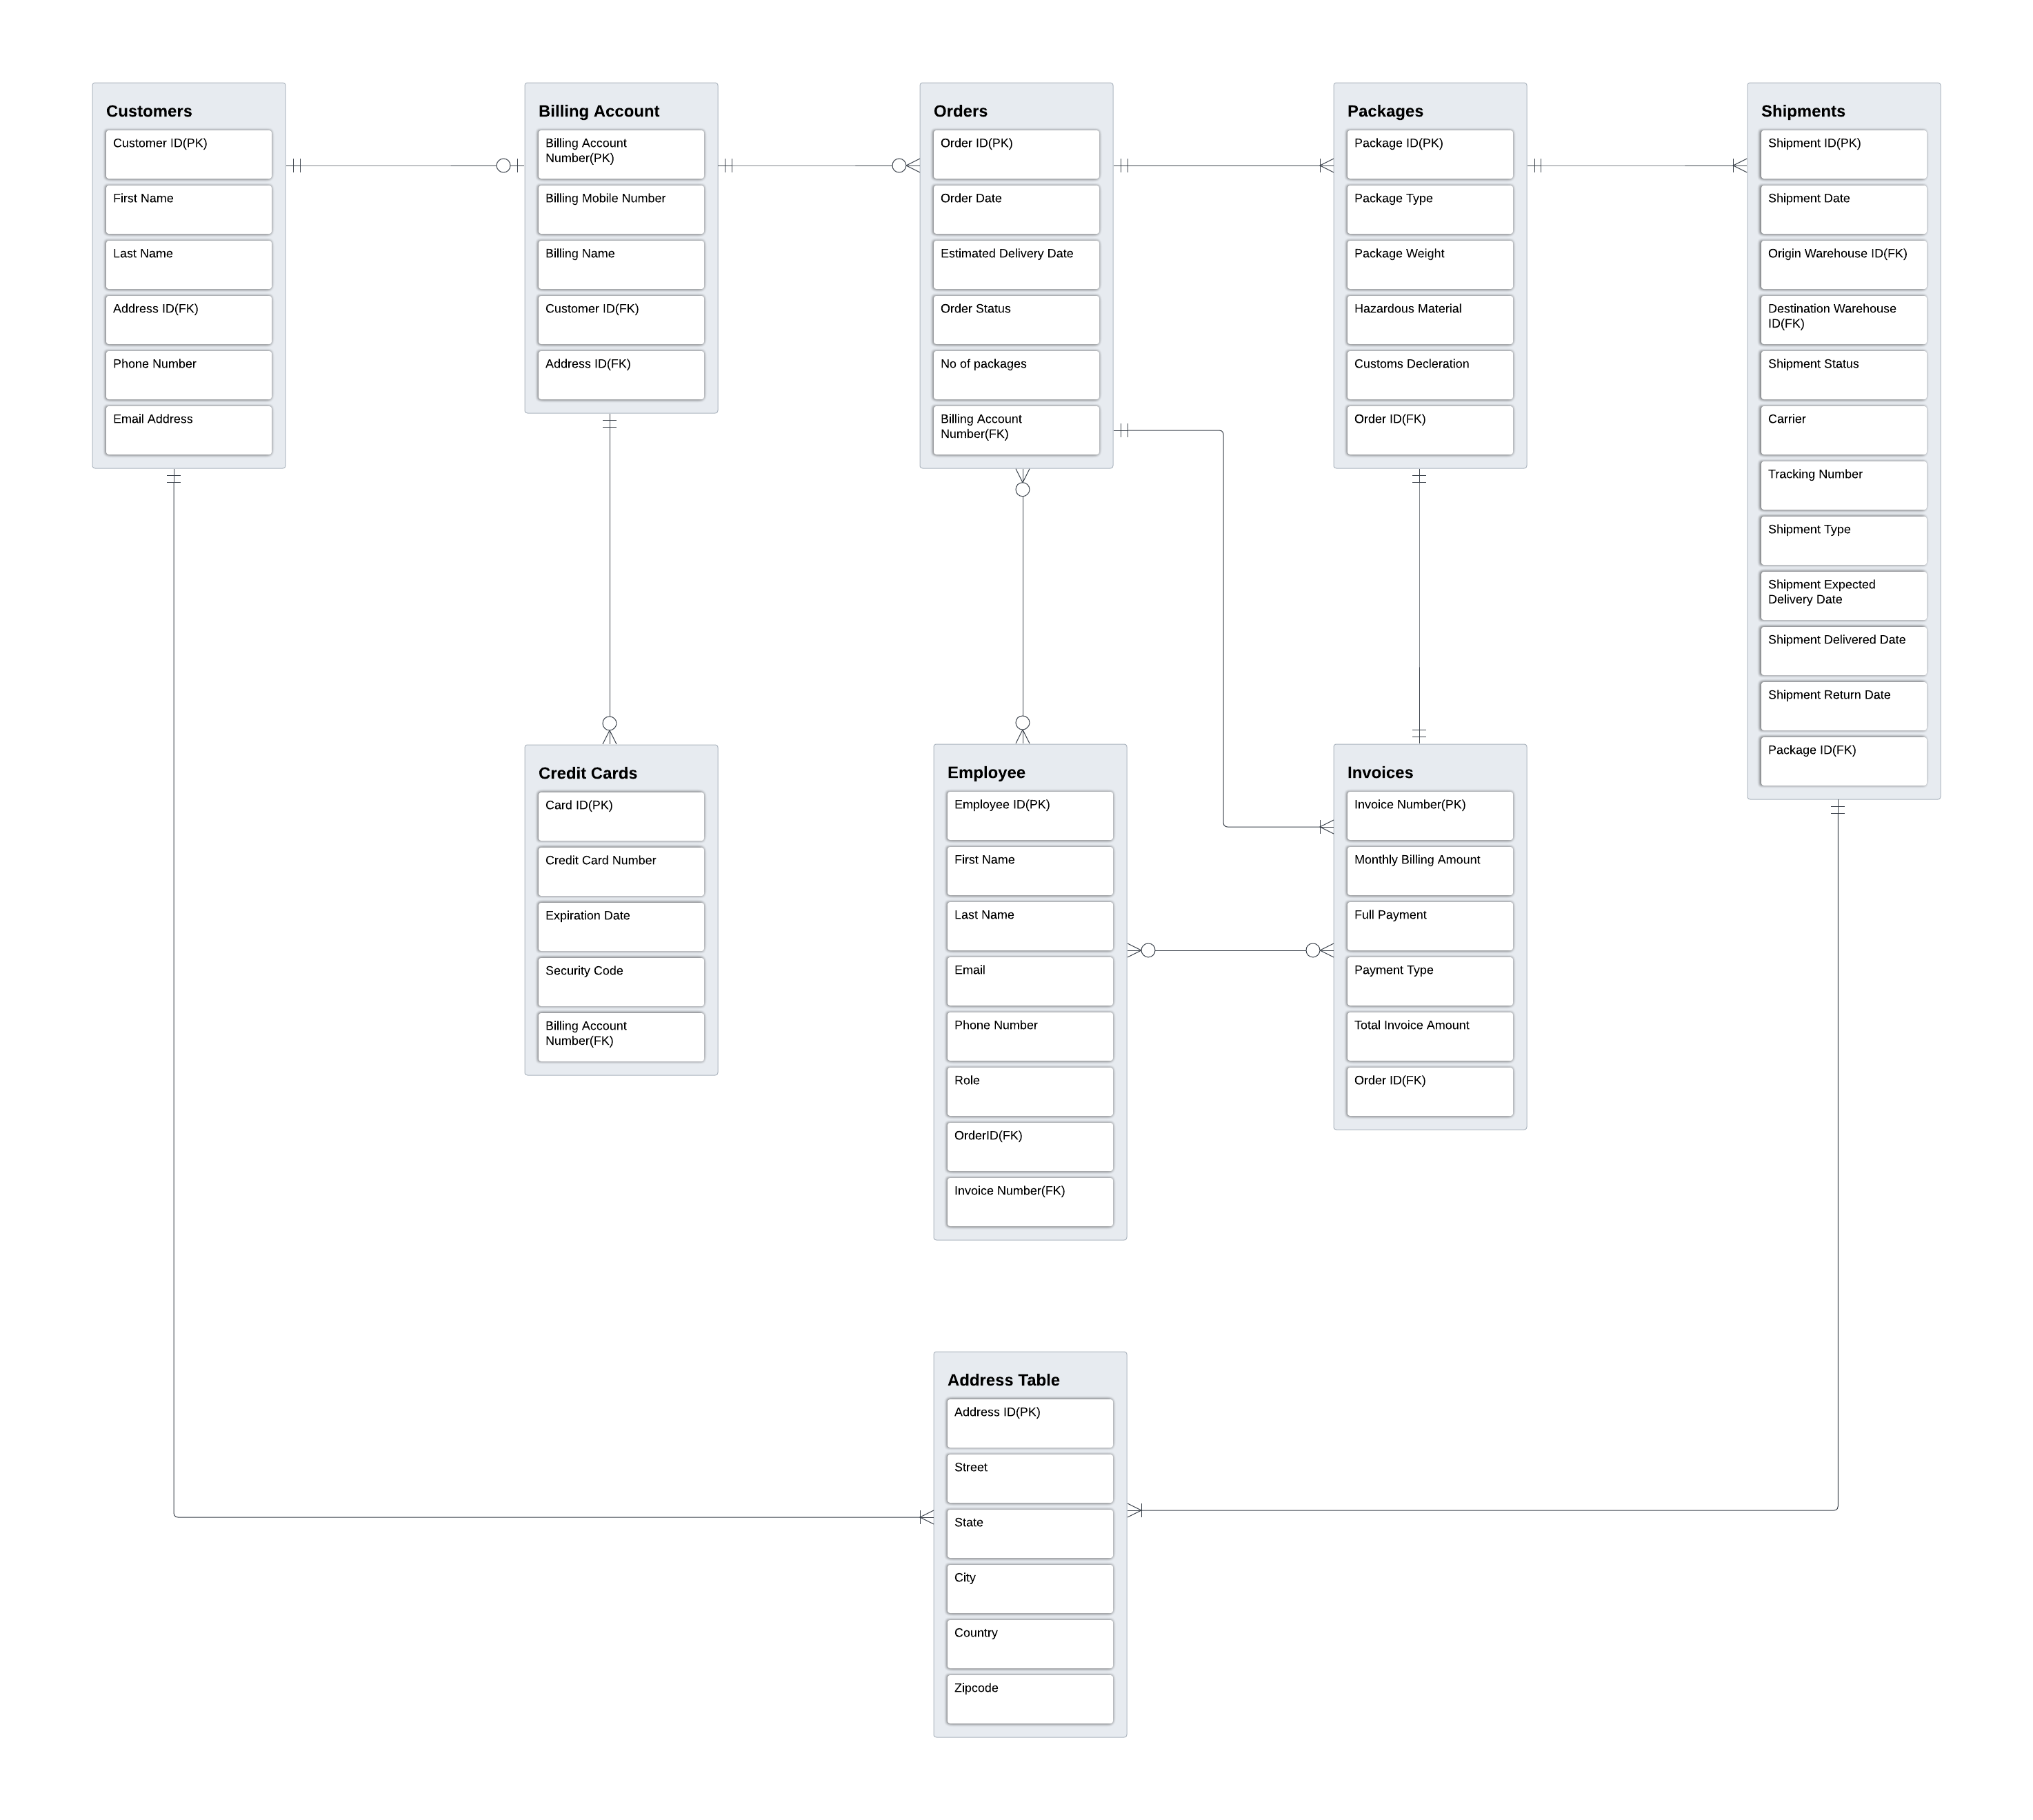 Customers
Customer ID(PK)
First Name
Last Name
Address ID(FK)
Phone Number
Email Address
Billing Account
Billing Account
Number(PK)
Billing Mobile Number
Billing Name
Customer ID(FK)
Address ID(FK)
Orders
Order ID(PK)
Order Date
Estimated Delivery Date
Order Status
No of packages
Billing Account
Number(FK)
Packages
Package ID(PK)
Package Type
Package Weight
Hazardous Material
Customs Decleration
Order ID(FK)
Shipments
Shipment ID(PK)
Shipment Date
Origin Warehouse ID(FK)
Destination Warehouse
ID(FK)
Shipment Status
Carrier
Tracking Number
Shipment Type
Shipment Expected
Delivery Date
Shipment Delivered Date
Shipment Return Date
Package ID(FK)
Credit Cards
Card ID(PK)
Credit Card Number
Expiration Date
Security Code
Billing Account
Number(FK)
Employee
Employee ID(PK)
First Name
Last Name
Email
Phone Number
Role
OrderID(FK)
Invoice Number(FK)
Invoices
Invoice Number(PK)
Monthly Billing Amount
Full Payment
Payment Type
Total Invoice Amount
Order ID(FK)
Address Table
Address ID(PK)
Street
State
City
Country
Zipcode